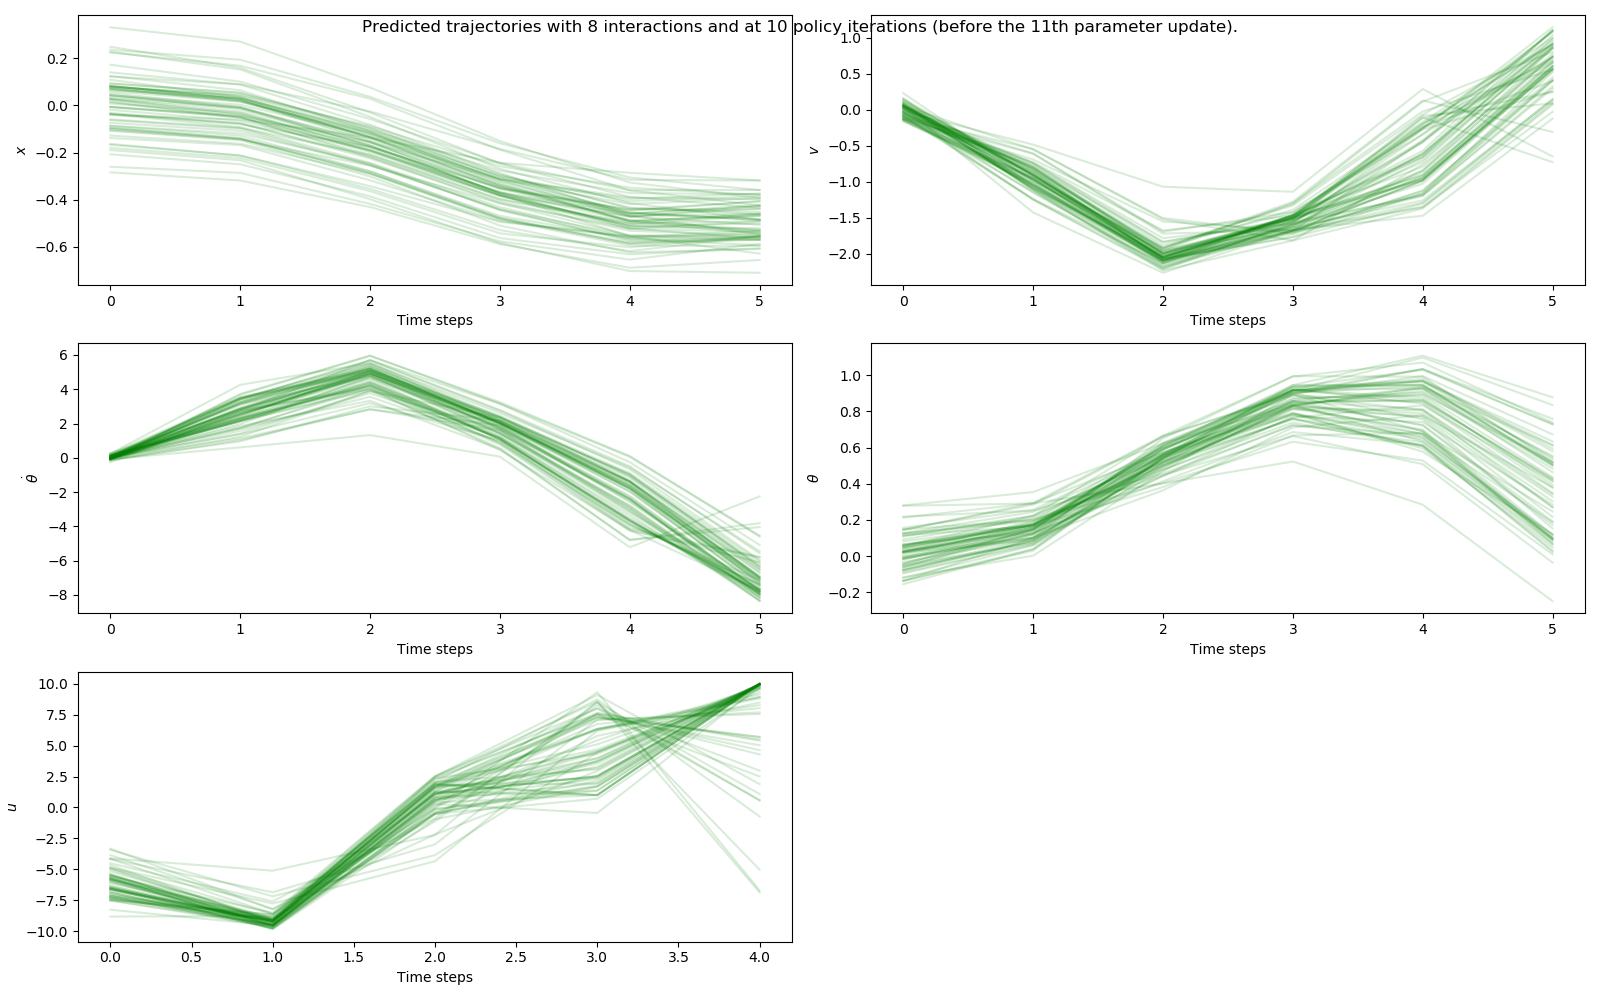 Predicted trajectories with 8 interactions and at 10 policy iterations (before the 11th parameter update).
0.2
0.0
−0.2
−0.4
−0.6
x
0 1 2 3 4 5
Time steps
1.0
0.5
0.0
−0.5
−1.0
−1.5
−2.0
v
0 1 2 3 4 5
Time steps
6
4
2
0
−2
−4
−6
−8
θ̇
0 1 2 3 4 5
Time steps
1.0
0.8
0.6
0.4
0.2
0.0
−0.2
θ
0 1 2 3 4 5
Time steps
10.0
7.5
5.0
2.5
0.0
−2.5
−5.0
−7.5
−10.0
u
0.0 0.5 1.0 1.5 2.0 2.5 3.0 3.5 4.0
Time steps